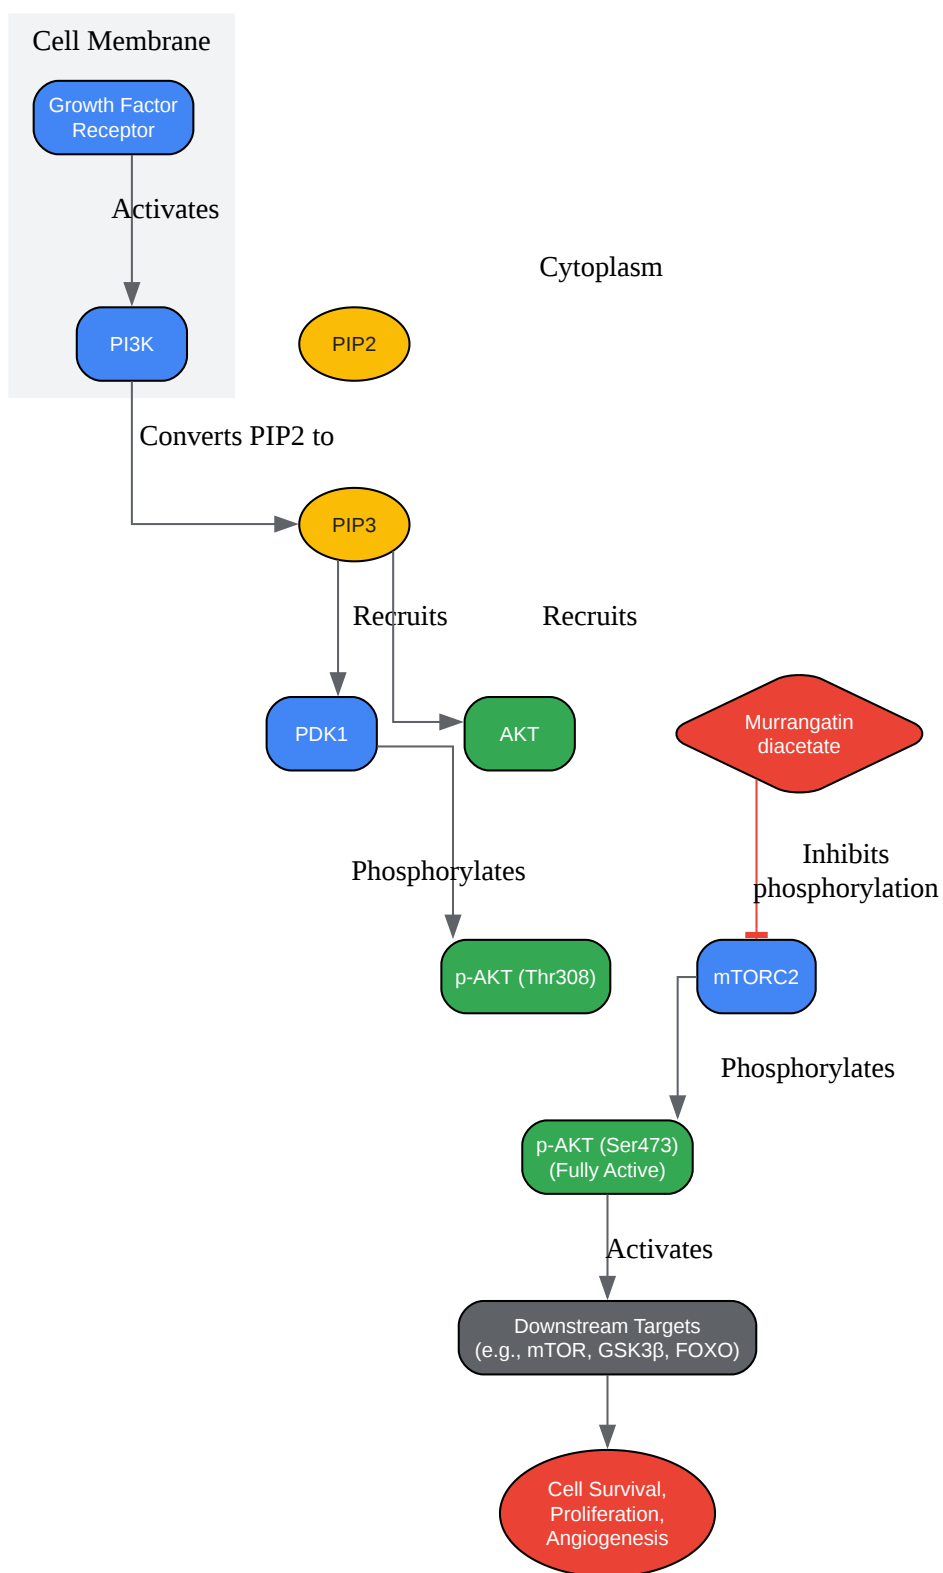 Cell Membrane
Growth Factor
Receptor
Activates
Cytoplasm
PI3K
PIP2
Converts PIP2 to
PIP3
Recruits
Recruits
PDK1
AKT
Murrangatin
diacetate
Inhibits
phosphorylation
Phosphorylates
p-AKT (Thr308)
mTORC2
Phosphorylates
p-AKT (Ser473)
(Fully Active)
Activates
Downstream Targets
(e.g., mTOR, GSK3β, FOXO)
Cell Survival,
Proliferation,
Angiogenesis